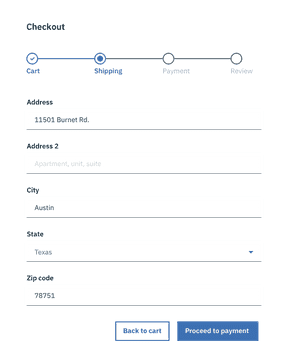 Checkout
Cart Shipping Payment Review
Address
11501 Burnet Rd.
Address 2
Apartment, unit, suite
City
Austin
State
Texas
Zip code
78751
Back to cart Proceed to payment